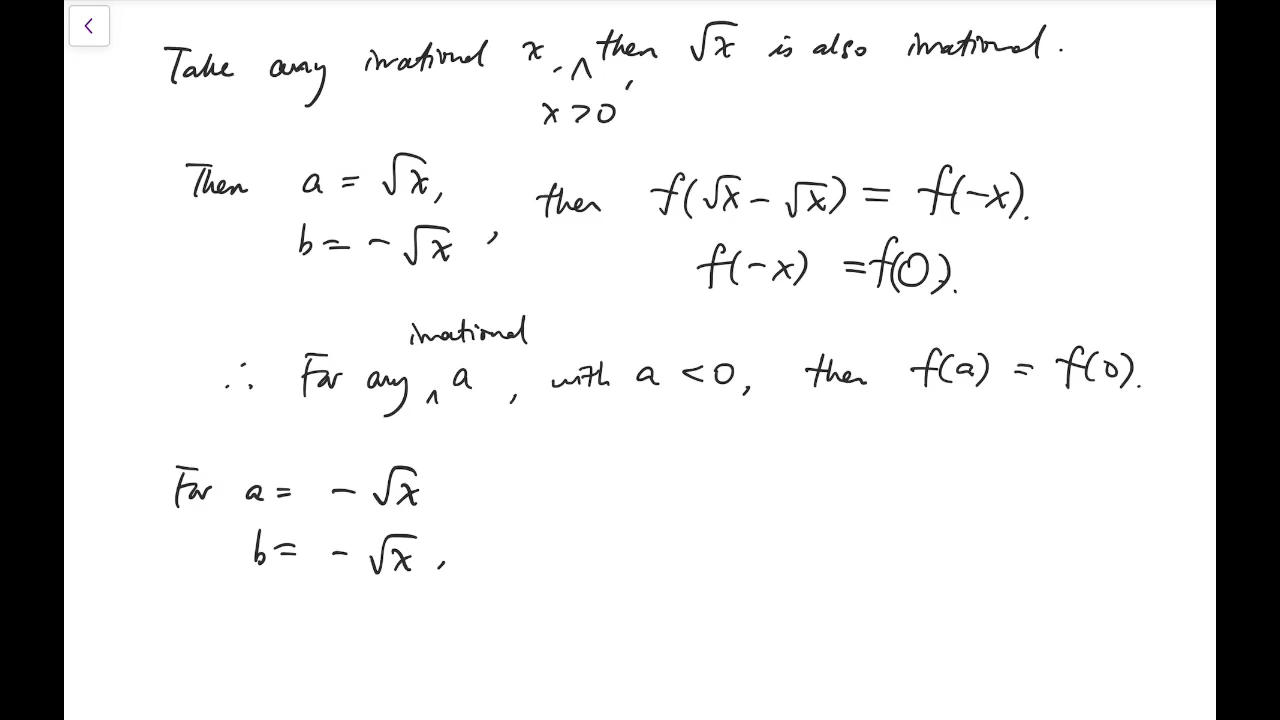 Take any irrational x, ^ then √x is also irrational.
x > 0,
Then a = √x, then f(√x - √x) = f(-x).
b = - √x, f(-x) = f(0).
irrational
∴ For any ^ a, with a < 0, then f(a) = f(0).
For a = - √x
b = - √x,